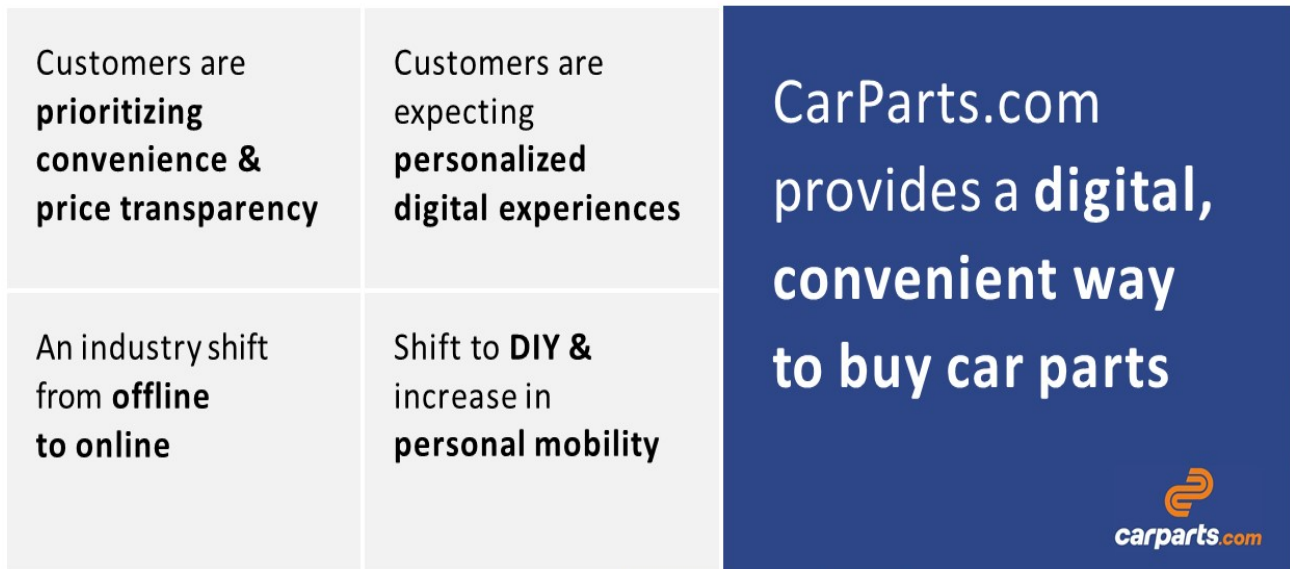 Customers are
prioritizing
convenience &
price transparency
Customers are
expecting
personalized
digital experiences
An industry shift
from offline
to online
Shift to DIY &
increase in
personal mobility
CarParts.com
provides a digital,
convenient way
to buy car parts
carparts.com